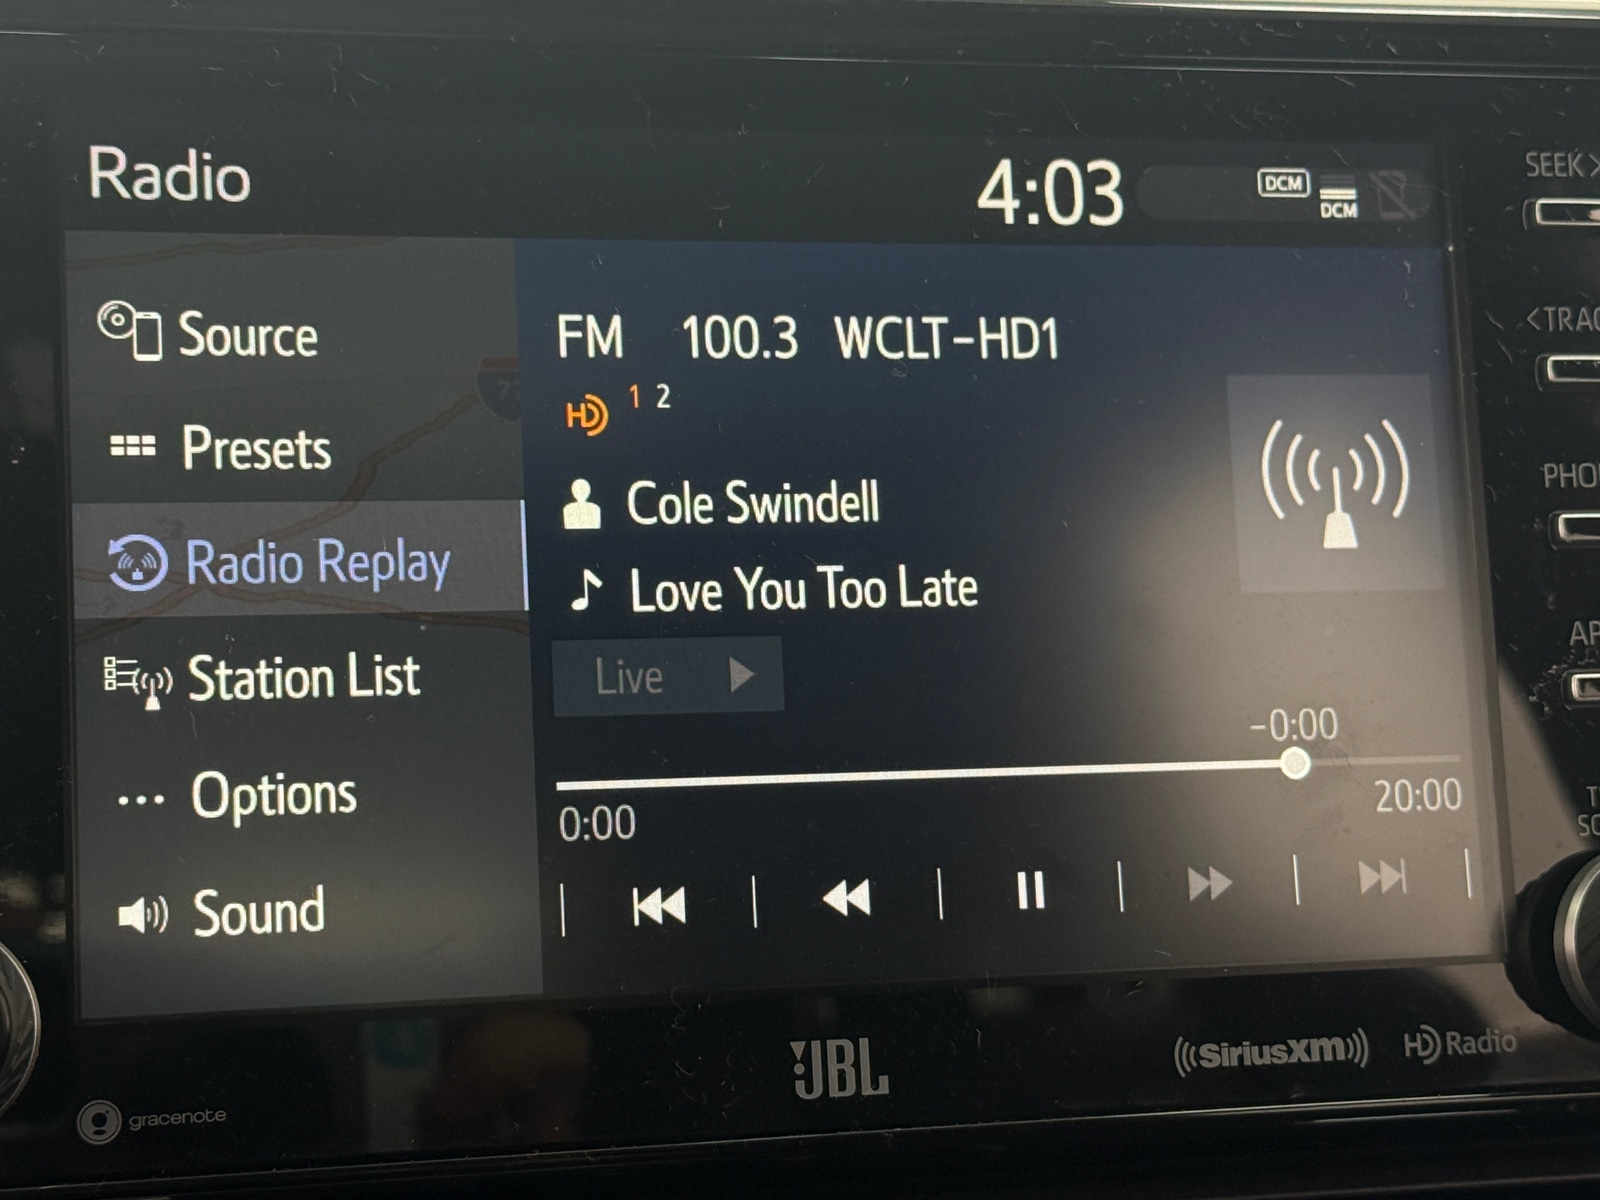 Radio
4:03
DCM
DCM
Source
Presets
Radio Replay
Station List
Options
Sound
FM 100.3 WCLT-HD1
HD 1 2
Cole Swindell
Love You Too Late
Live
-0:00
0:00
20:00
SEEK >
< TRAC
PHO
AP
T
SC
JBL
((SiriusXM))
HD Radio
gracenote